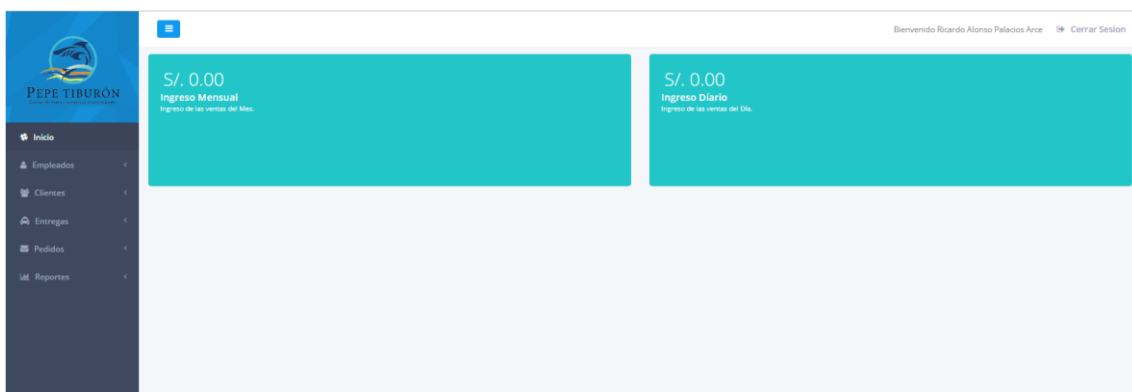 Bienvenido Ricardo Alonso Palacios Arce
Cerrar Sesion
PEPE TIBURÓN
S/. 0.00
Ingreso Mensual
Ingreso de las ventas del Mes.
S/. 0.00
Ingreso Díario
Ingreso de las ventas del Día.
Inicio
Empleados
Clientes
Entregas
Pedidos
Reportes